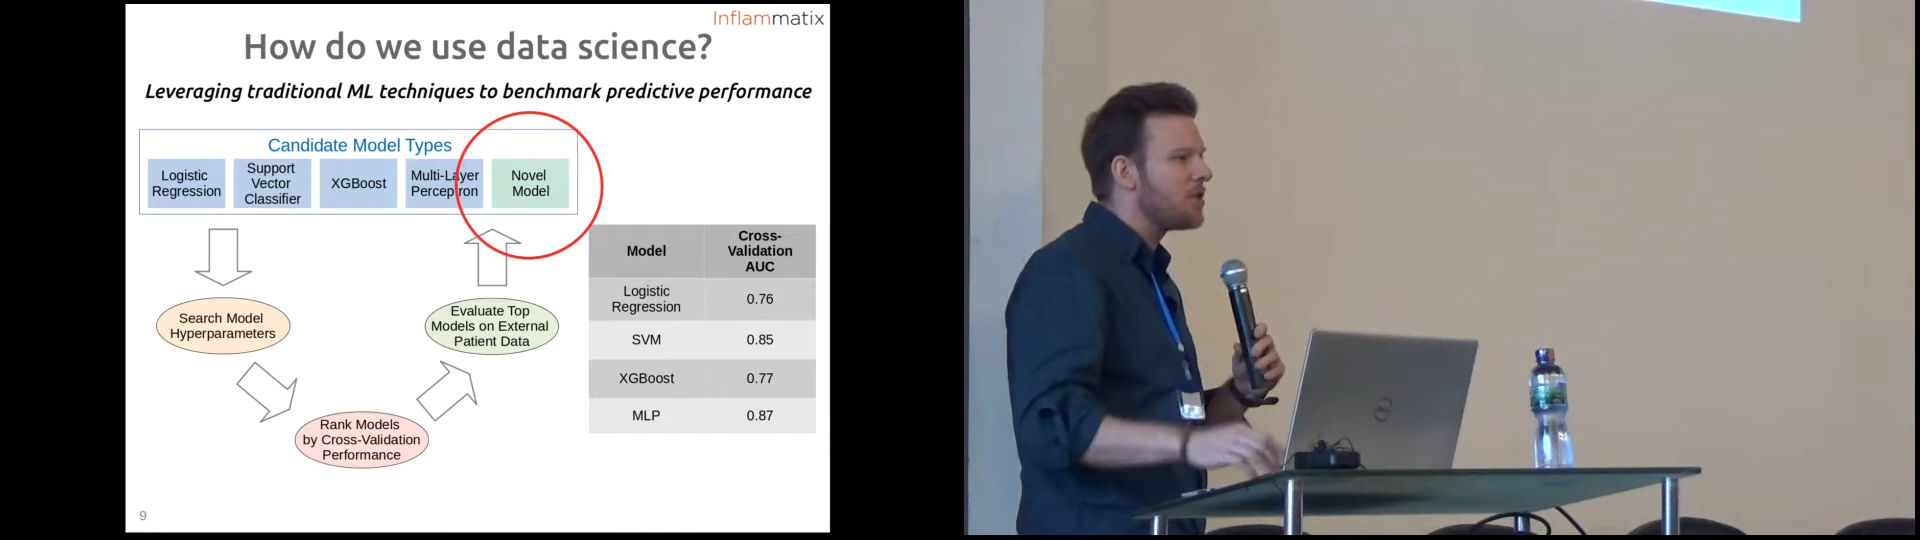 Inflammatix
How do we use data science?
Leveraging traditional ML techniques to benchmark predictive performance
Candidate Model Types
Logistic
Regression
Support
Vector
Classifier
XGBoost
Multi-Layer
Perceptron
Novel
Model
Search Model
Hyperparameters
Rank Models
by Cross-Validation
Performance
Evaluate Top
Models on External
Patient Data
Model
Cross-
Validation
AUC
Logistic
Regression
0.76
SVM
0.85
XGBoost
0.77
MLP
0.87
9
DELL